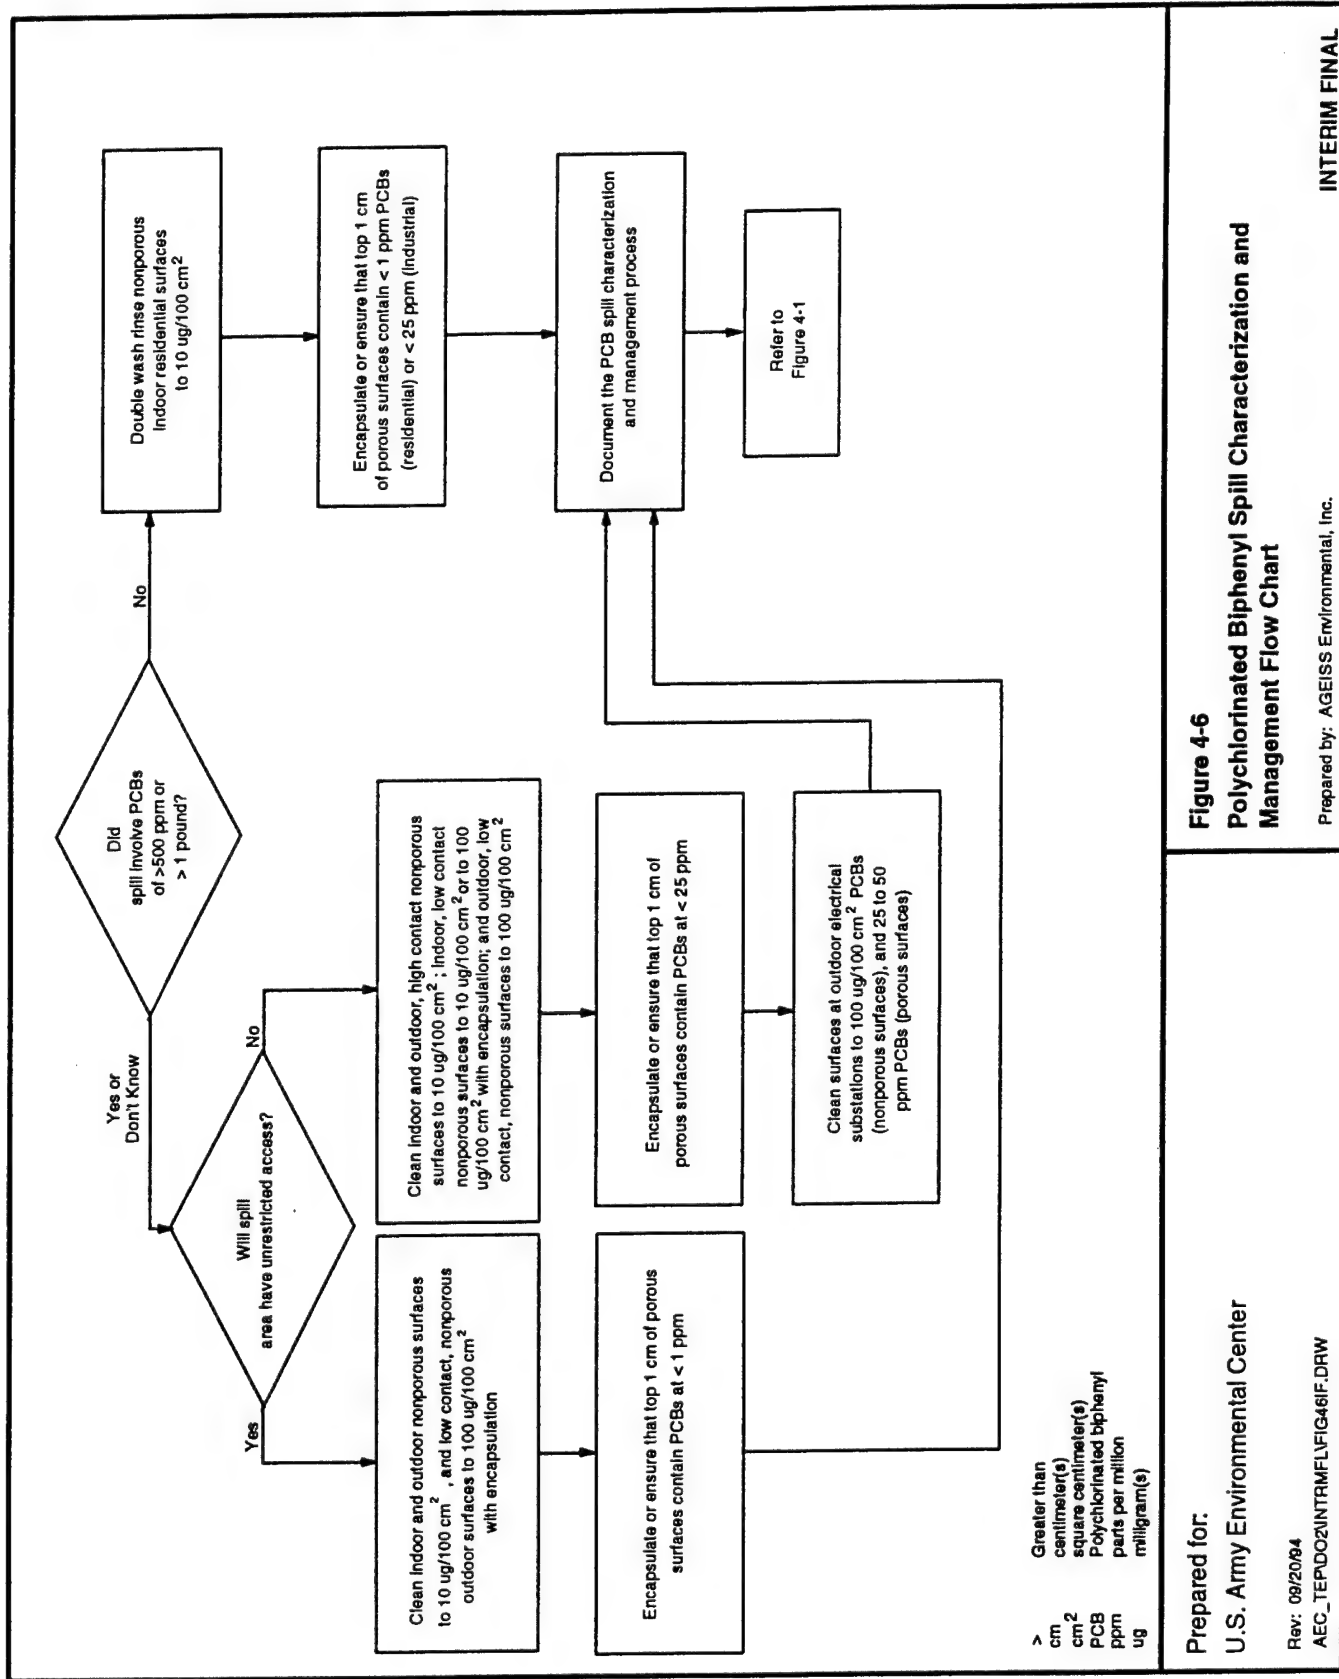 Did
spill involve PCBs
of >500 ppm or
> 1 pound?
No
Yes or
Don't Know
Double wash rinse nonporous
indoor residential surfaces
to 10 ug/100 cm²
Encapsulate or ensure that top 1 cm
of porous surfaces contain < 1 ppm PCBs
(residential) or < 25 ppm (industrial)
Will spill
area have unrestricted access?
Yes
No
Clean indoor and outdoor nonporous surfaces
to 10 ug/100 cm², and low contact, nonporous
outdoor surfaces to 100 ug/100 cm²
with encapsulation
Encapsulate or ensure that top 1 cm of porous
surfaces contain PCBs at < 1 ppm
Clean indoor and outdoor, high contact nonporous
surfaces to 10 ug/100 cm²; indoor, low contact
nonporous surfaces to 10 ug/100 cm² or to 100
ug/100 cm² with encapsulation; and outdoor, low
contact, nonporous surfaces to 100 ug/100 cm²
Encapsulate or ensure that top 1 cm of
porous surfaces contain PCBs at < 25 ppm
Clean surfaces at outdoor electrical
substations to 100 ug/100 cm² PCBs
(nonporous surfaces), and 25 to 50
ppm PCBs (porous surfaces)
Document the PCB spill characterization
and management process
Refer to
Figure 4-1
> Greater than
cm centimeter(s)
cm² square centimeter(s)
PCB Polychlorinated biphenyl
ppm parts per million
ug milligram(s)
Prepared for:
U.S. Army Environmental Center
Rev: 09/20/94
AEC_TEP\DO2\INTRMFL\FIG46IF.DRW
Figure 4-6
Polychlorinated Biphenyl Spill Characterization and
Management Flow Chart
Prepared by: AGEISS Environmental, Inc.
INTERIM FINAL